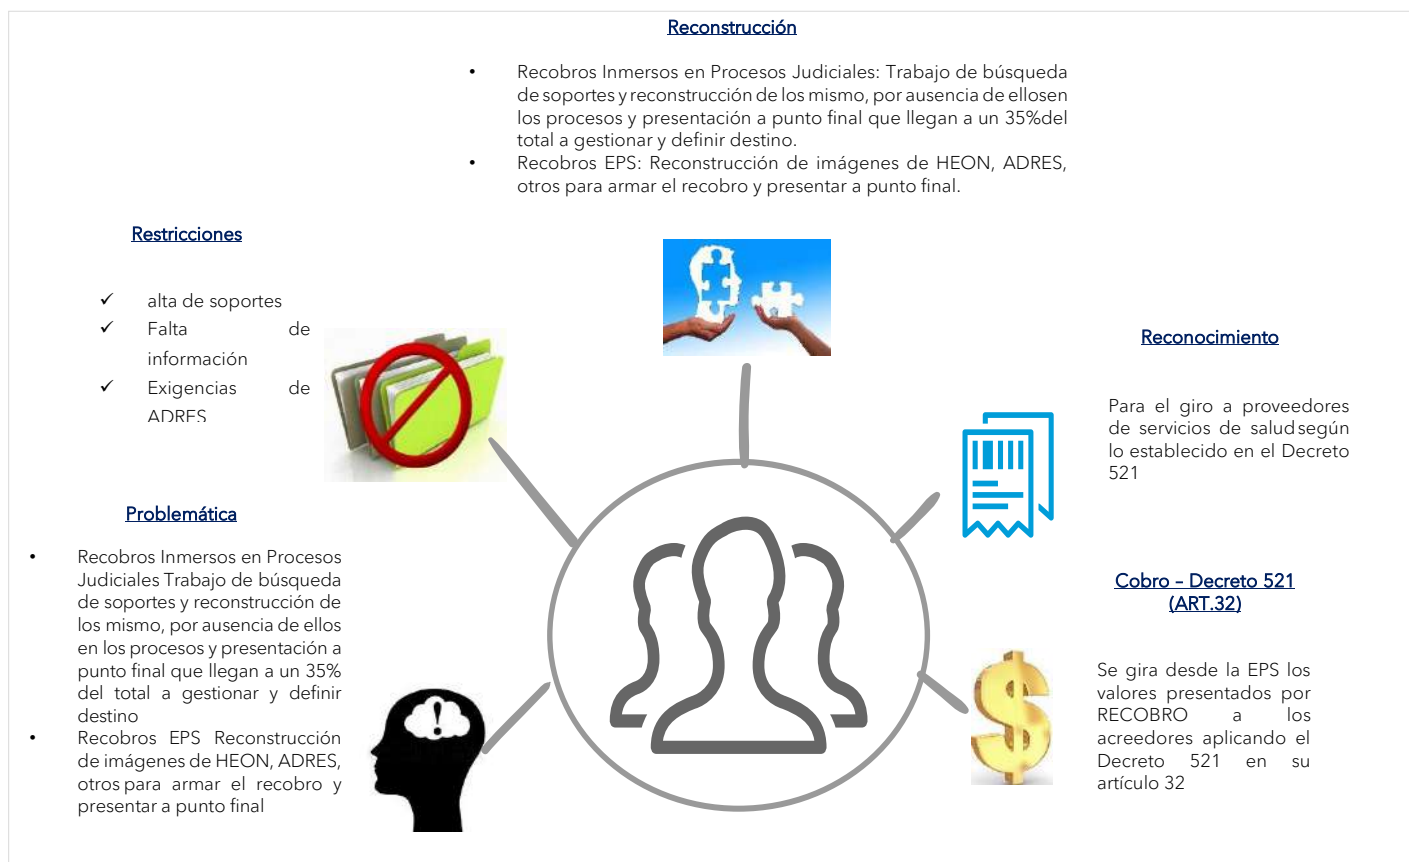 Reconstrucción
• Recobros Inmersos en Procesos Judiciales: Trabajo de búsqueda
de soportes y reconstrucción de los mismo, por ausencia de ellosen
los procesos y presentación a punto final que llegan a un 35%del
total a gestionar y definir destino.
• Recobros EPS: Reconstrucción de imágenes de HEON, ADRES,
otros para armar el recobro y presentar a punto final.
Restricciones
✓ alta de soportes
✓ Falta de
información
✓ Exigencias de
ADRES
Problemática
• Recobros Inmersos en Procesos
Judiciales Trabajo de búsqueda
de soportes y reconstrucción de
los mismo, por ausencia de ellos
en los procesos y presentación a
punto final que llegan a un 35%
del total a gestionar y definir
destino
• Recobros EPS Reconstrucción
de imágenes de HEON, ADRES,
otros para armar el recobro y
presentar a punto final
Reconocimiento
Para el giro a proveedores
de servicios de salud según
lo establecido en el Decreto
521
Cobro – Decreto 521
(ART.32)
Se gira desde la EPS los
valores presentados por
RECOBRO a los
acreedores aplicando el
Decreto 521 en su
artículo 32